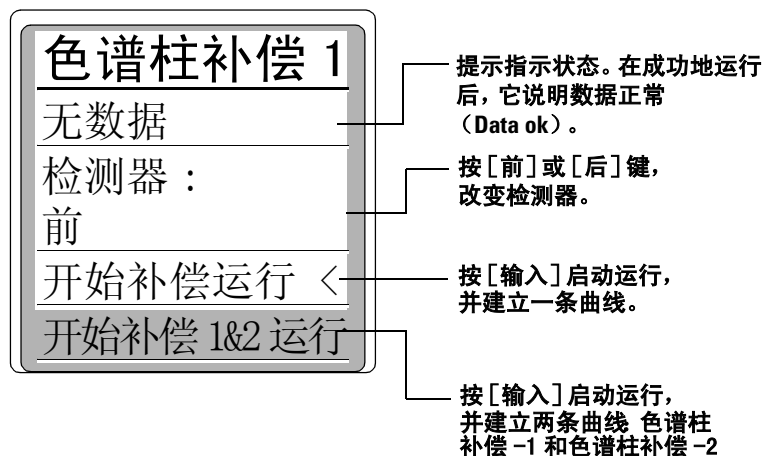 色谱柱补偿 1
无数据
检测器：
前
开始补偿运行 <
开始补偿 1&2 运行
提示指示状态。在成功地运行
后，它说明数据正常
（Data ok）。
按［前］或［后］键，
改变检测器。
按［输入］启动运行，
并建立一条曲线。
按［输入］启动运行，
并建立两条曲线 色谱柱
补偿 –1 和色谱柱补偿 –2